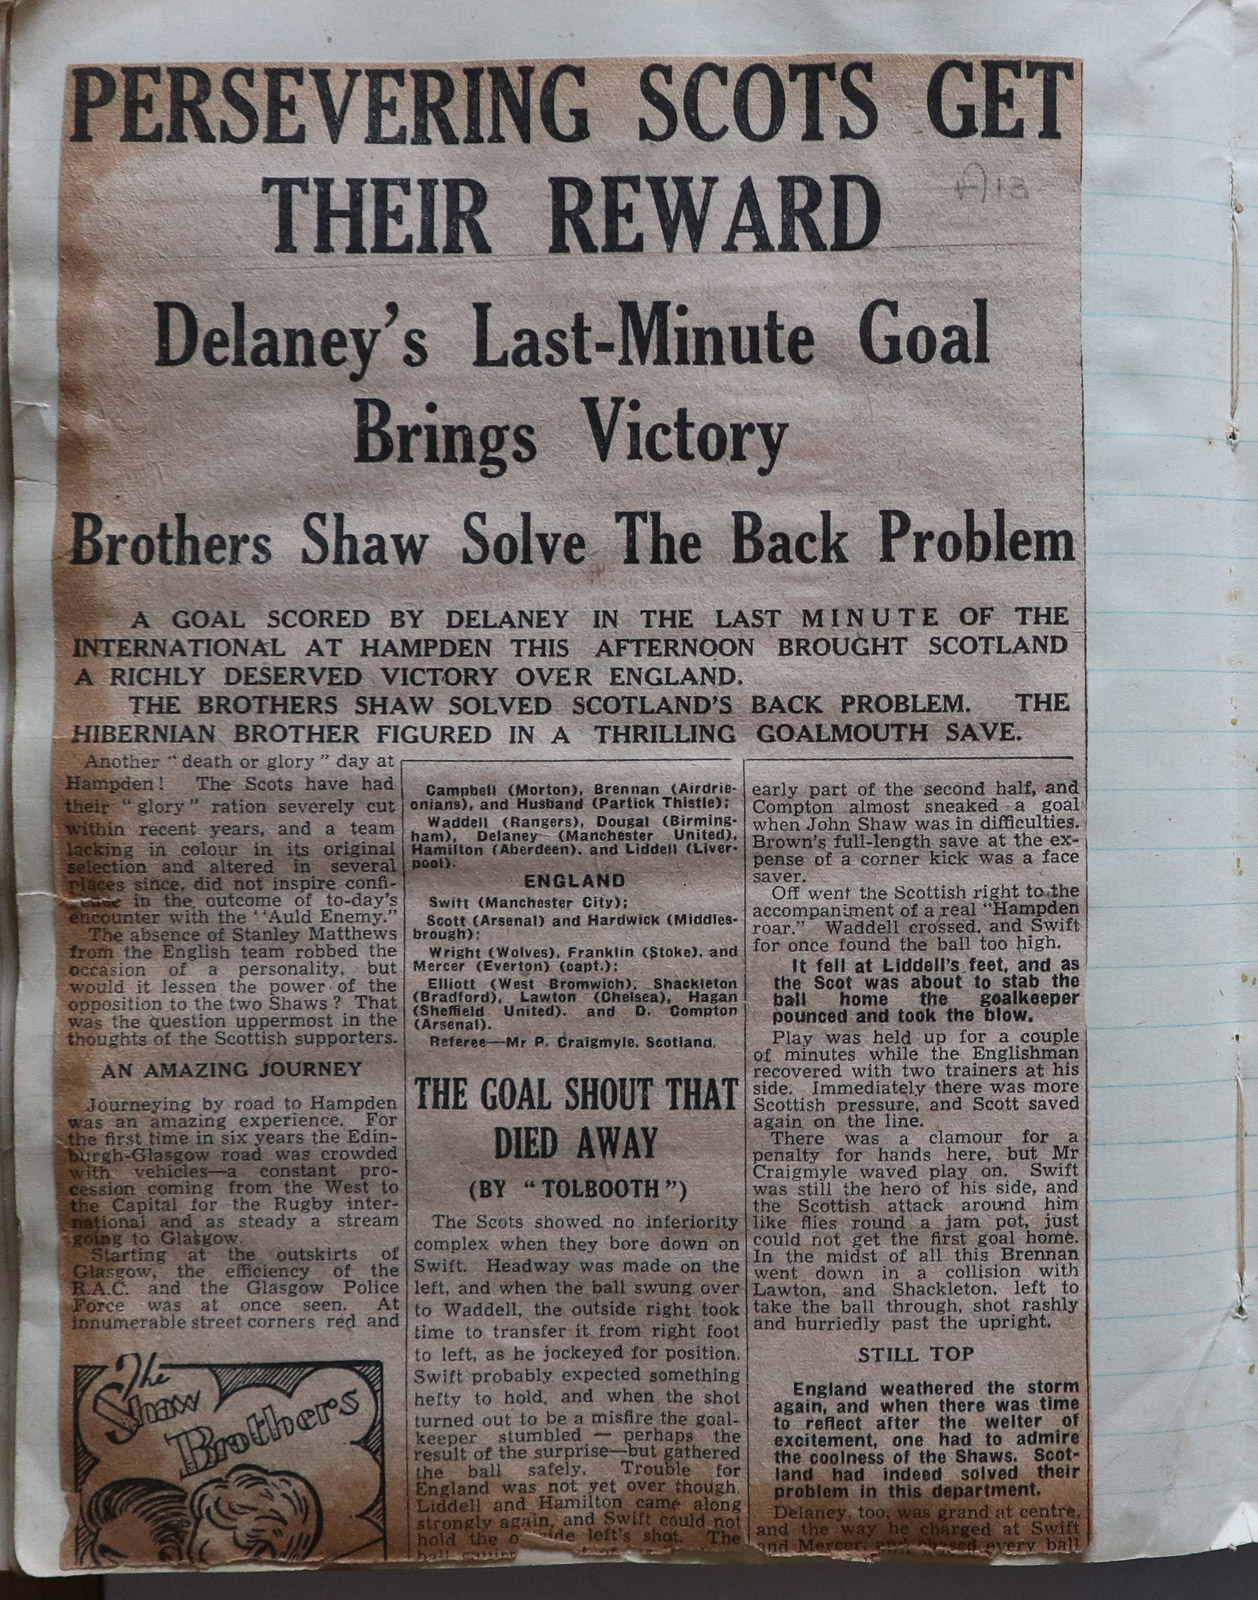 PERSEVERING SCOTS GET
THEIR REWARD
A13
Delaney's Last-Minute Goal
Brings Victory
Brothers Shaw Solve The Back Problem
A GOAL SCORED BY DELANEY IN THE LAST MINUTE OF THE
INTERNATIONAL AT HAMPDEN THIS AFTERNOON BROUGHT SCOTLAND
A RICHLY DESERVED VICTORY OVER ENGLAND.
THE BROTHERS SHAW SOLVED SCOTLAND'S BACK PROBLEM. THE
HIBERNIAN BROTHER FIGURED IN A THRILLING GOALMOUTH SAVE.
Another "death or glory" day at
Hampden! The Scots have had
their "glory" ration severely cut
within recent years, and a team
lacking in colour in its original
selection and altered in several
places since, did not inspire confi-
in the outcome of to-day's
encounter with the "Auld Enemy."
The absence of Stanley Matthews
from the English team robbed the
occasion of a personality, but
would it lessen the power of the
opposition to the two Shaws? That
was the question uppermost in the
thoughts of the Scottish supporters.
AN AMAZING JOURNEY
Journeying by road to Hampden
was an amazing experience. For
the first time in six years the Edin-
burgh-Glasgow road was crowded
with vehicles—a constant pro-
cession coming from the West to
the Capital for the Rugby inter-
national and as steady a stream
going to Glasgow.
Starting at the outskirts of
Glasgow, the efficiency of the
R.A.C. and the Glasgow Police
Force was at once seen. At
innumerable street corners red and
The
Shaw
Brothers
Campbell (Morton), Brennan (Airdrie-
onians), and Husband (Partick Thistle);
Waddell (Rangers), Dougal (Birming-
ham), Delaney (Manchester United),
Hamilton (Aberdeen), and Liddell (Liver-
pool).
ENGLAND
Swift (Manchester City);
Scott (Arsenal) and Hardwick (Middles-
brough);
Wright (Wolves), Franklin (Stoke), and
Mercer (Everton) (capt.);
Elliott (West Bromwich), Shackleton
(Bradford), Lawton (Chelsea), Hagan
(Sheffield United), and D. Compton
(Arsenal).
Referee—Mr P. Craigmyle, Scotland.
THE GOAL SHOUT THAT
DIED AWAY
(BY "TOLBOOTH")
The Scots showed no inferiority
complex when they bore down on
Swift. Headway was made on the
left, and when the ball swung over
to Waddell, the outside right took
time to transfer it from right foot
to left, as he jockeyed for position.
Swift probably expected something
hefty to hold, and when the shot
turned out to be a misfire the goal-
keeper stumbled — perhaps the
result of the surprise—but gathered
the ball safely. Trouble for
England was not yet over though.
Liddell and Hamilton came along
strongly again, and Swift could not
hold the left's shot. The
early part of the second half, and
Compton almost sneaked a goal
when John Shaw was in difficulties.
Brown's full-length save at the ex-
pense of a corner kick was a face
saver.
Off went the Scottish right to the
accompaniment of a real "Hampden
roar." Waddell crossed, and Swift
for once found the ball too high.
It fell at Liddell's feet, and as
the Scot was about to stab the
ball home the goalkeeper
pounced and took the blow.
Play was held up for a couple
of minutes while the Englishman
recovered with two trainers at his
side. Immediately there was more
Scottish pressure, and Scott saved
again on the line.
There was a clamour for a
penalty for hands here, but Mr
Craigmyle waved play on. Swift
was still the hero of his side, and
the Scottish attack around him
like flies round a jam pot, just
could not get the first goal home.
In the midst of all this Brennan
went down in a collision with
Lawton, and Shackleton, left to
take the ball through, shot rashly
and hurriedly past the upright.
STILL TOP
England weathered the storm
again, and when there was time
to reflect after the welter of
excitement, one had to admire
the coolness of the Shaws. Scot-
land had indeed solved their
problem in this department.
Delaney, too, was grand at centre,
and the way he charged at Swift
and Mercer, and chased every ball